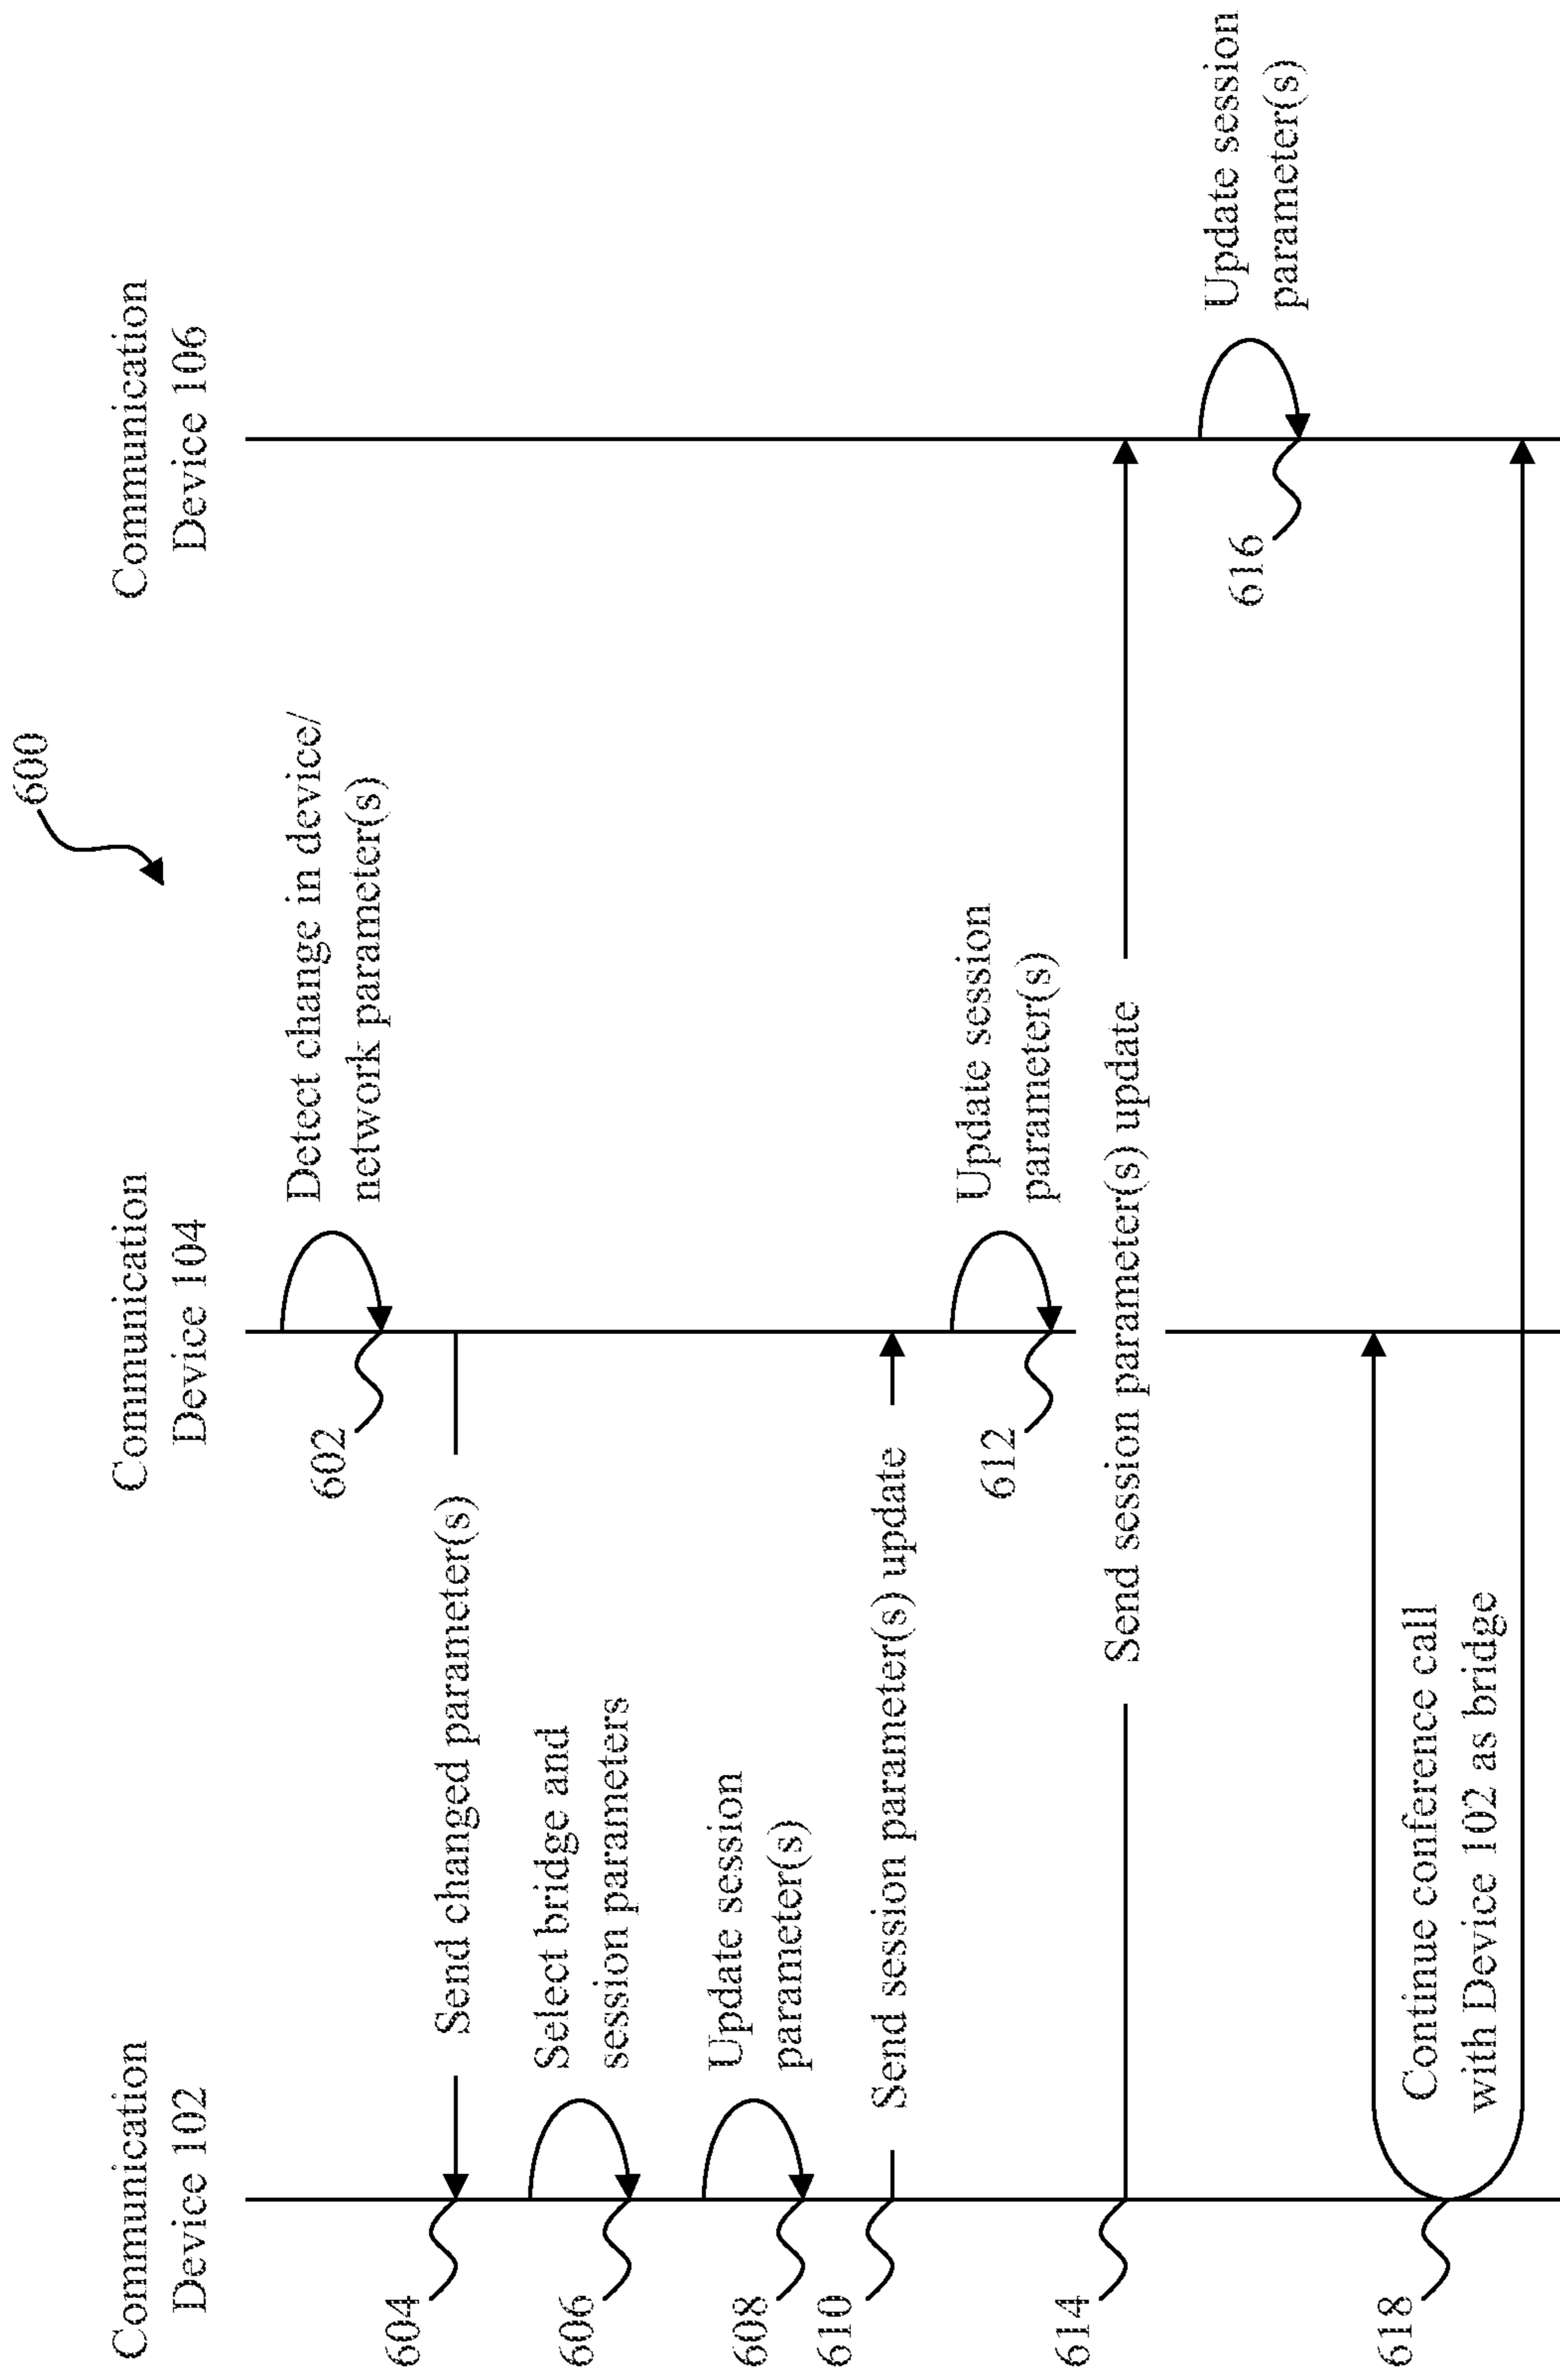 600
Communication
Device 102
Communication
Device 104
Communication
Device 106
Detect change in device/
network parameter(s)
602
Send changed parameter(s)
604
Select bridge and
session parameters
606
Update session
parameter(s)
608
Send session parameter(s) update
610
Update session
parameter(s)
612
Send session parameter(s) update
614
Update session
parameter(s)
616
Continue conference call
with Device 102 as bridge
618